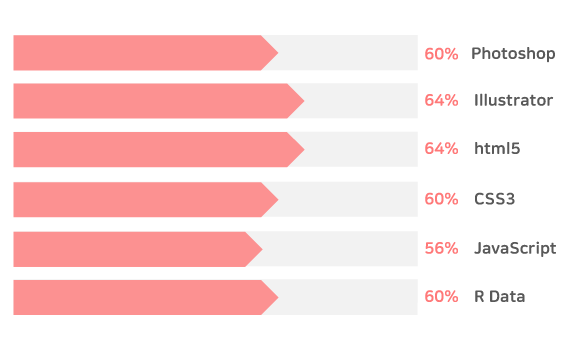 60% Photoshop
64% Illustrator
64% html5
60% CSS3
56% JavaScript
60% R Data